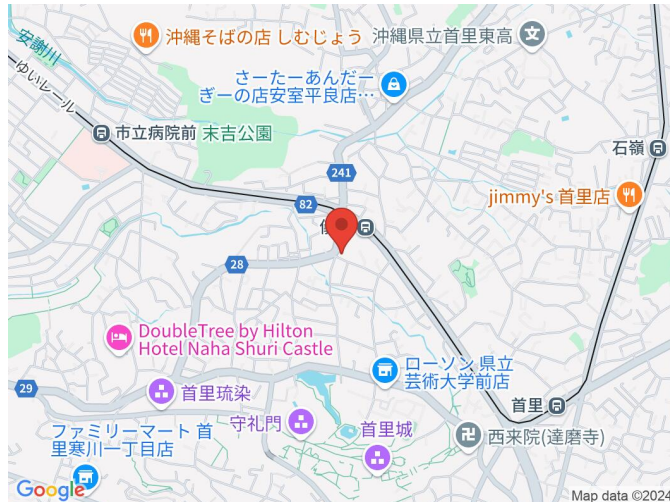 沖縄そばの店 しむじょう
沖縄県立首里東高
安謝川
ゆいレール
さーたーあんだー
ぎーの店安室平良店…
市立病院前
末吉公園
石嶺
241
jimmy's 首里店
82
28
DoubleTree by Hilton
Hotel Naha Shuri Castle
ローソン 県立
芸術大学前店
29
首里琉染
首里
守礼門
首里城
西来院(達磨寺)
ファミリーマート 首
里寒川一丁目店
Google
Map data ©2024